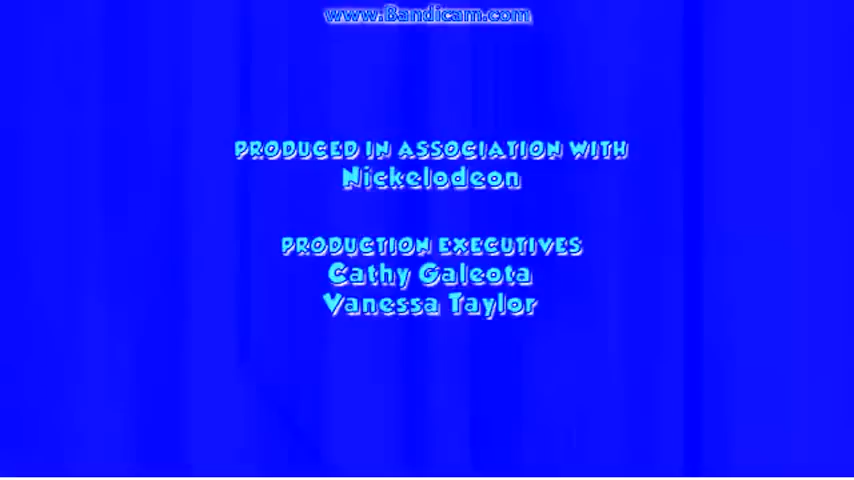 www.Bandicam.com
PRODUCED IN ASSOCIATION WITH
Nickelodeon
PRODUCTION EXECUTIVES
Cathy Galeota
Vanessa Taylor